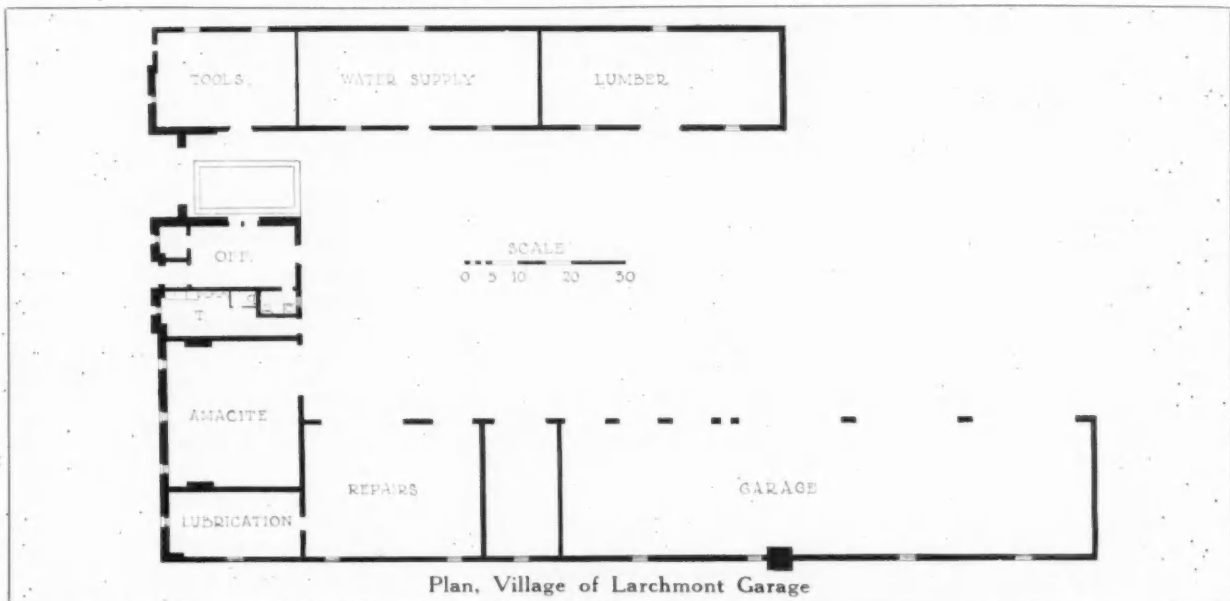 TOOLS. WATER SUPPLY LUMBER
SCALE
0 5 10 20 30
OFF.
T.
AMACITE
REPAIRS GARAGE
LUBRICATION
Plan, Village of Larchmont Garage